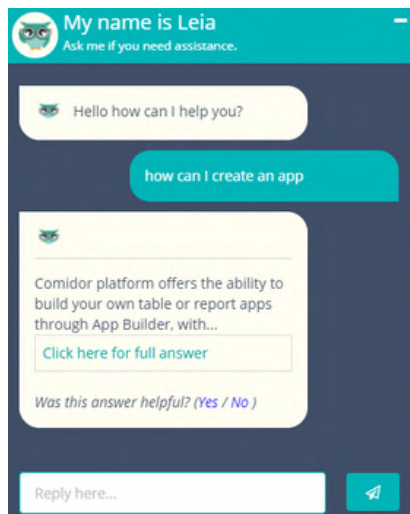 My name is Leia
Ask me if you need assistance.
Hello how can I help you?
how can I create an app
Comidor platform offers the ability to
build your own table or report apps
through App Builder, with...
Click here for full answer
Was this answer helpful? (Yes / No )
Reply here...